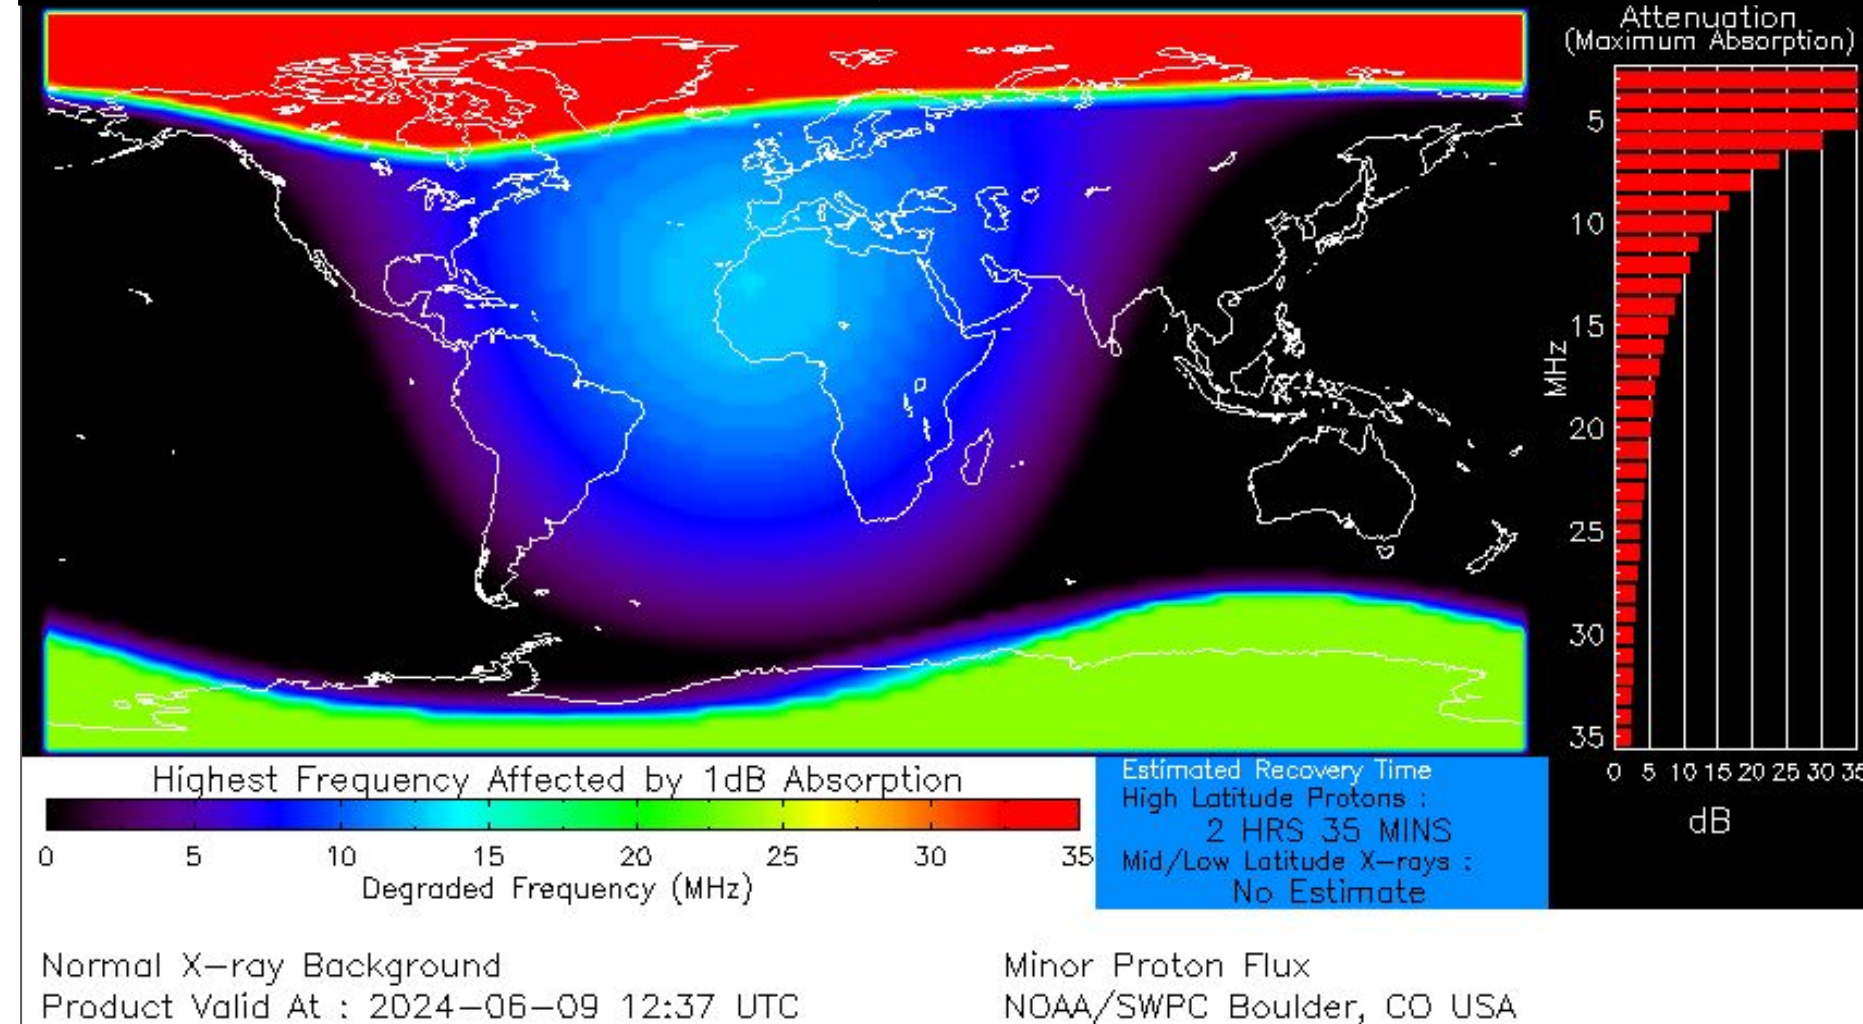 Attenuation
(Maximum Absorption)
5
10
15
20
25
30
35
MHz
0 5 10 15 20 25 30 35
dB
Highest Frequency Affected by 1dB Absorption
0 5 10 15 20 25 30 35
Degraded Frequency (MHz)
Estimated Recovery Time
High Latitude Protons :
2 HRS 35 MINS
Mid/Low Latitude X-rays :
No Estimate
Normal X-ray Background
Minor Proton Flux
Product Valid At : 2024-06-09 12:37 UTC
NOAA/SWPC Boulder, CO USA